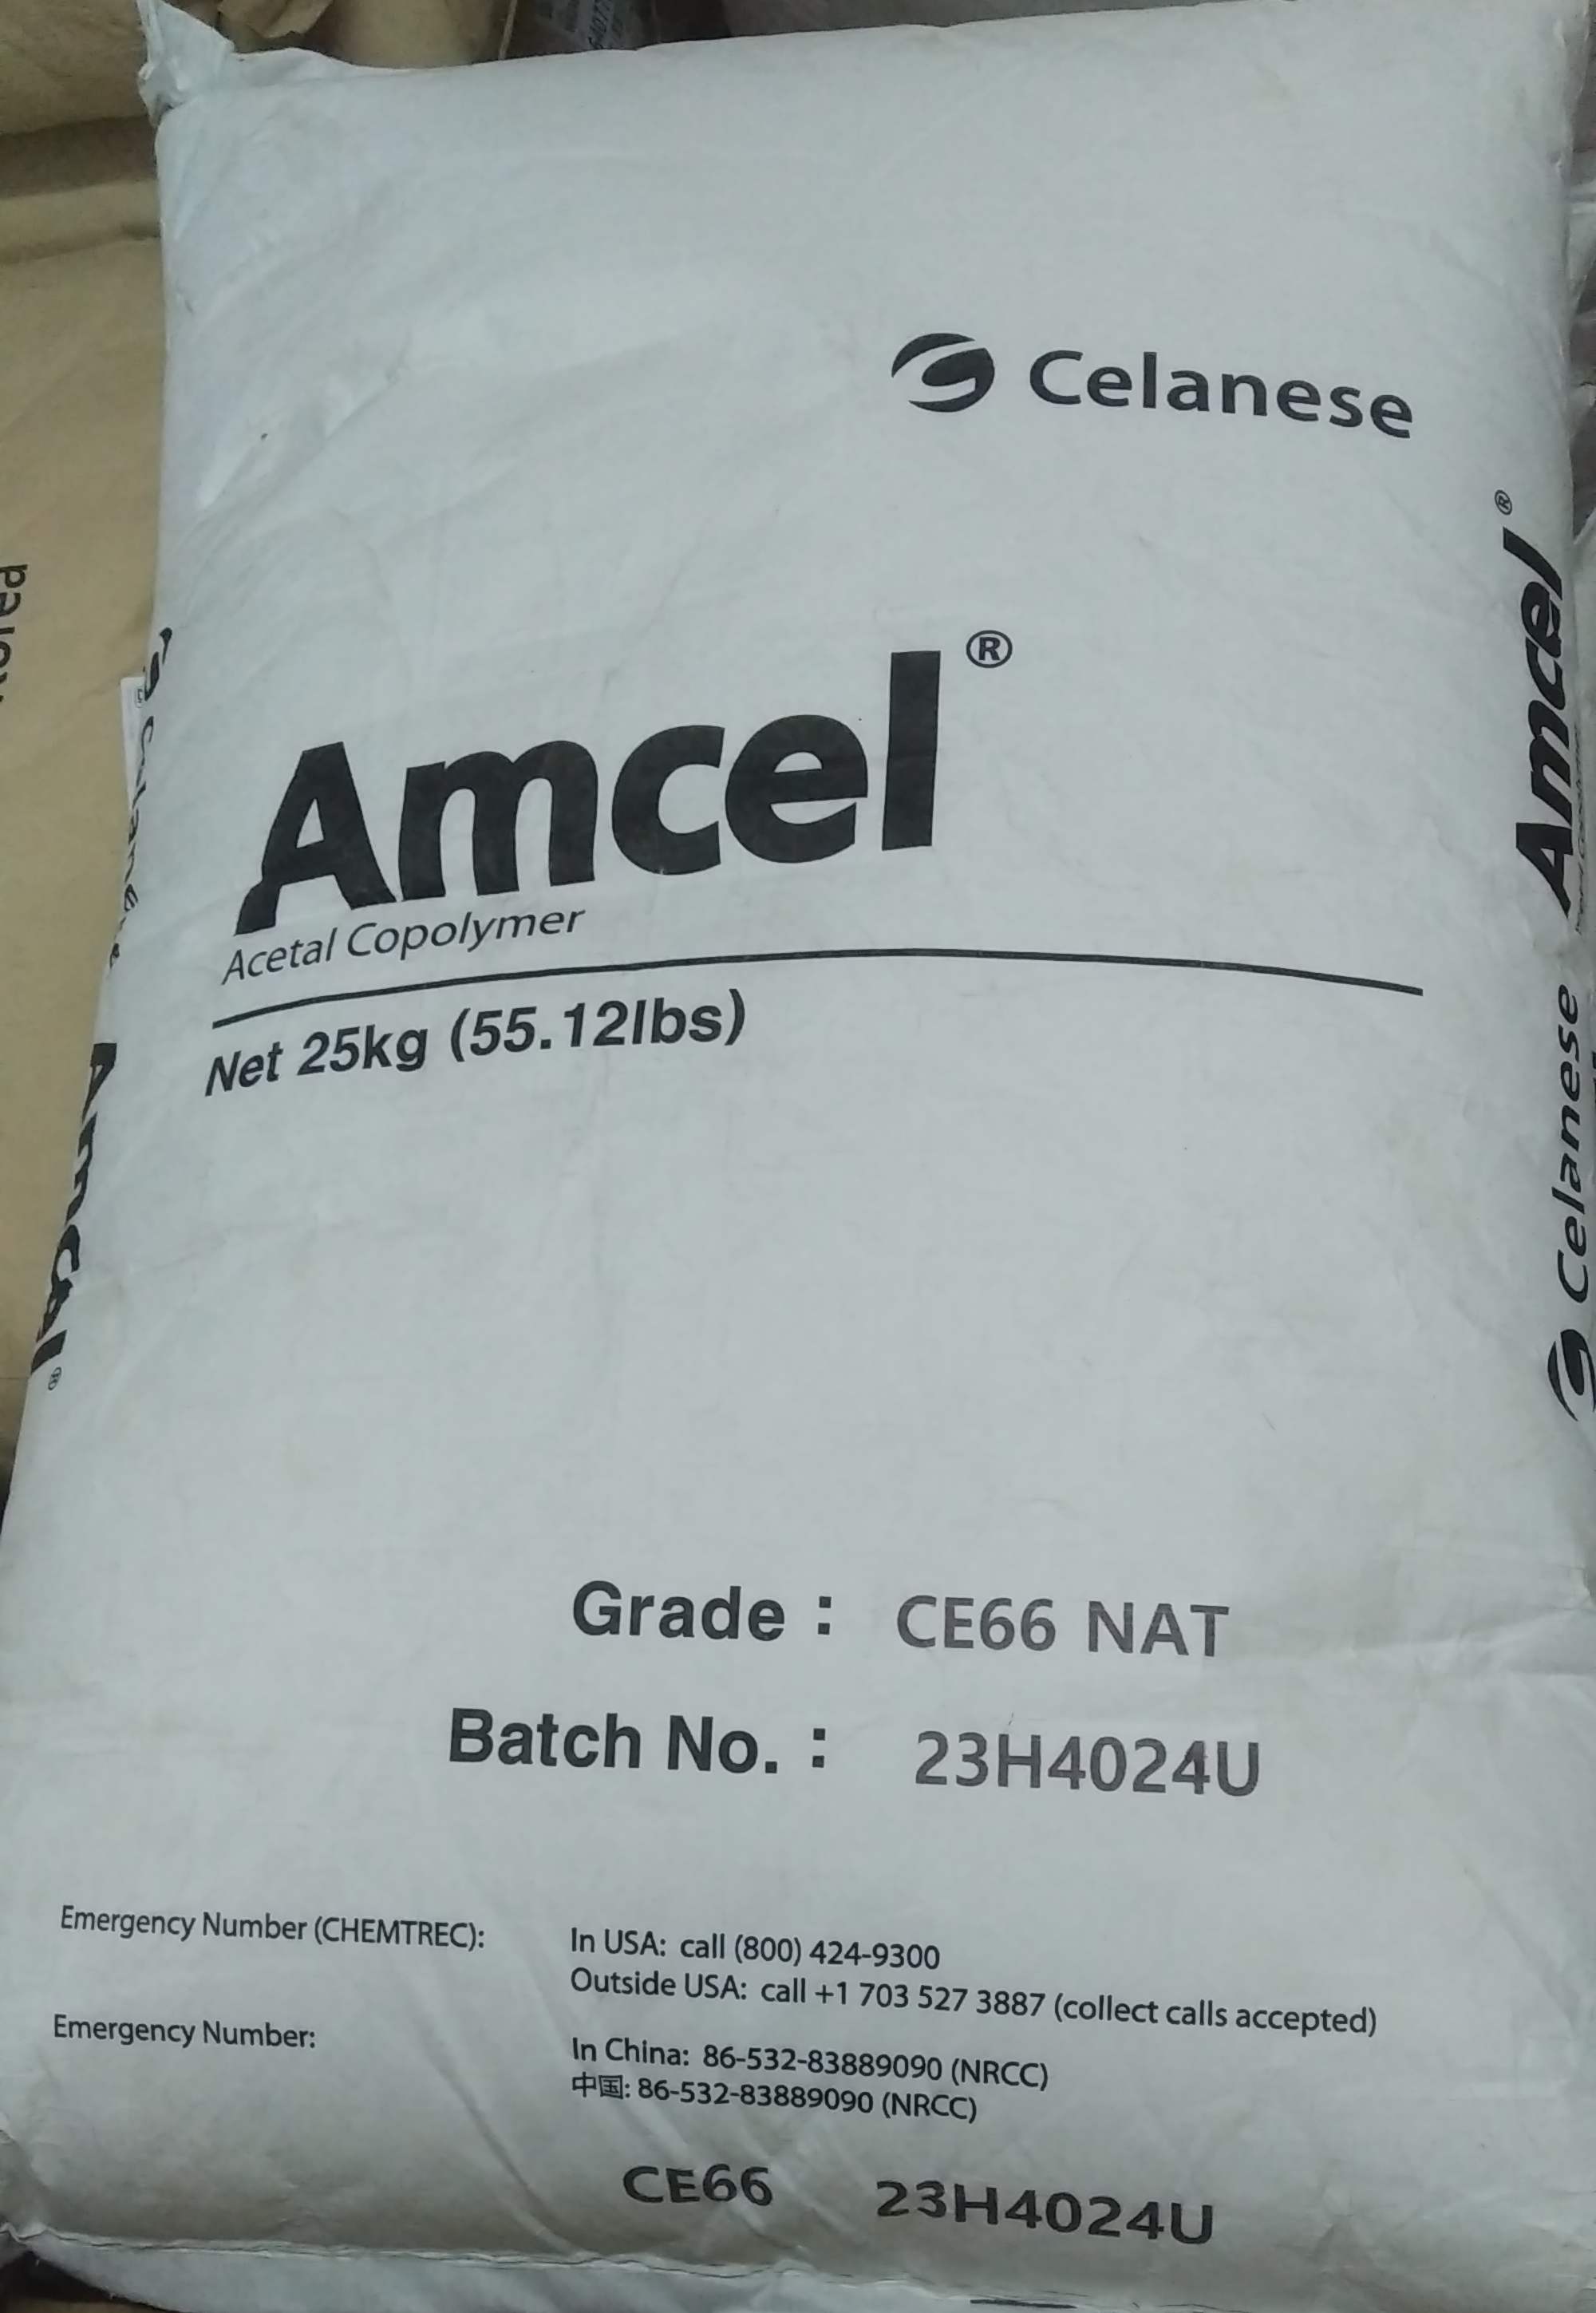 Celanese
Amcel®
Acetal Copolymer
Net 25kg (55.12lbs)
Grade : CE66 NAT
Batch No. : 23H4024U
Emergency Number (CHEMTREC): In USA: call (800) 424-9300
Outside USA: call +1 703 527 3887 (collect calls accepted)
Emergency Number: In China: 86-532-83889090 (NRCC)
中国: 86-532-83889090 (NRCC)
CE66 23H4024U
Celanese Amcel®
Celanese Amcel®